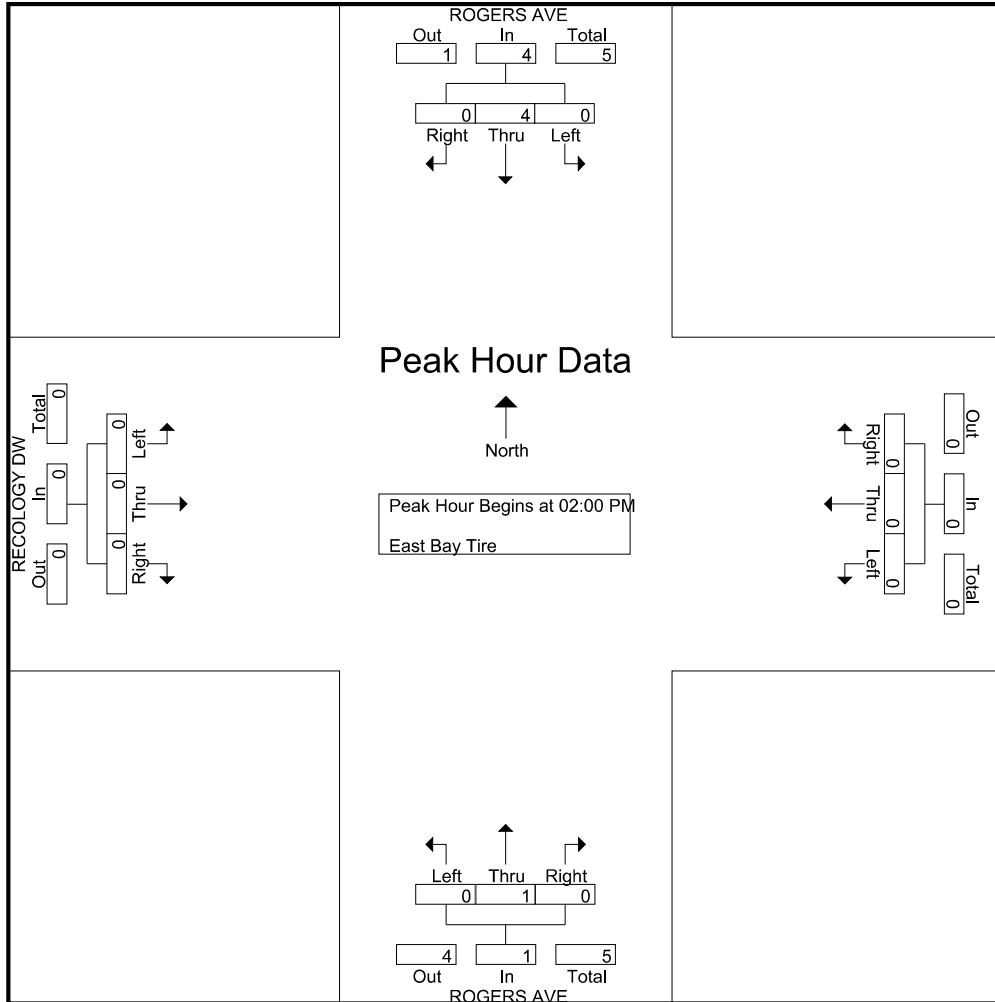 ROGERS AVE
Out In Total
1 4 5
0 4 0
Right Thru Left
Peak Hour Data
North
Peak Hour Begins at 02:00 PM
East Bay Tire
RECOLOGY DW
Out In Total
0 0 0
0 0 0
Right Thru Left
Out In Total
0 0 0
0 0 0
Right Thru Left
Left Thru Right
0 1 0
4 1 5
Out In Total
ROGERS AVE